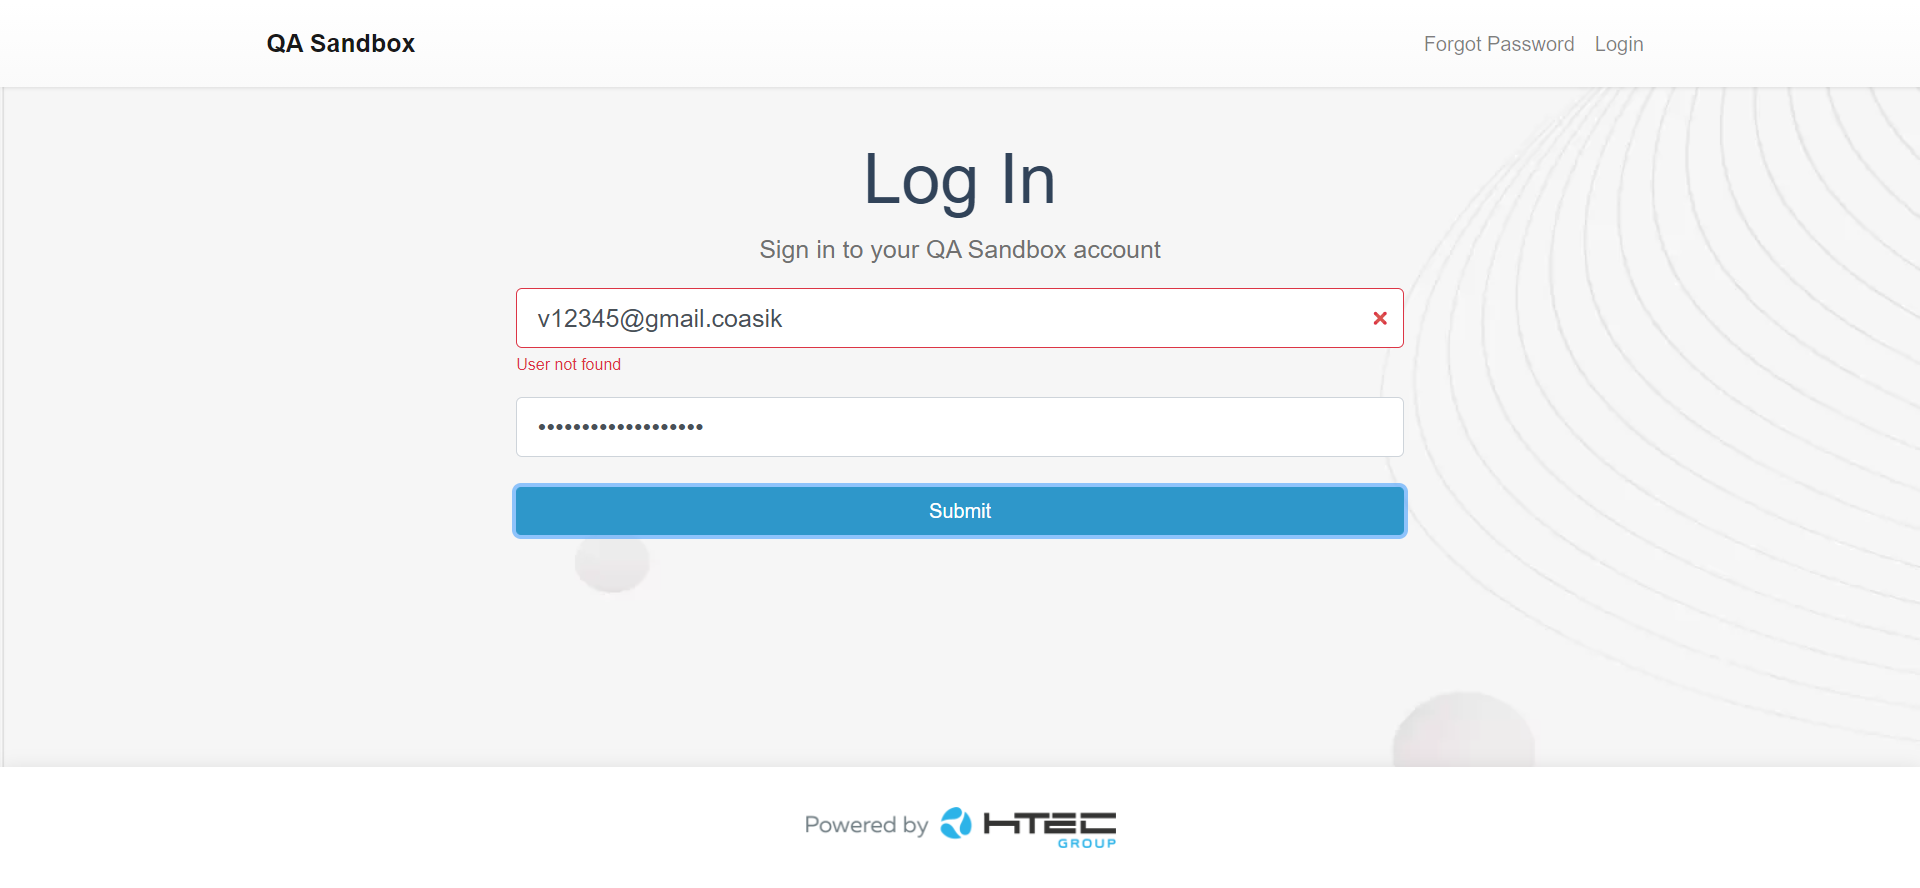 QA Sandbox
Forgot Password Login
Log In
Sign in to your QA Sandbox account
v12345@gmail.coasik
User not found
•••••••••••••••••••
Submit
Powered by HTEC
GROUP